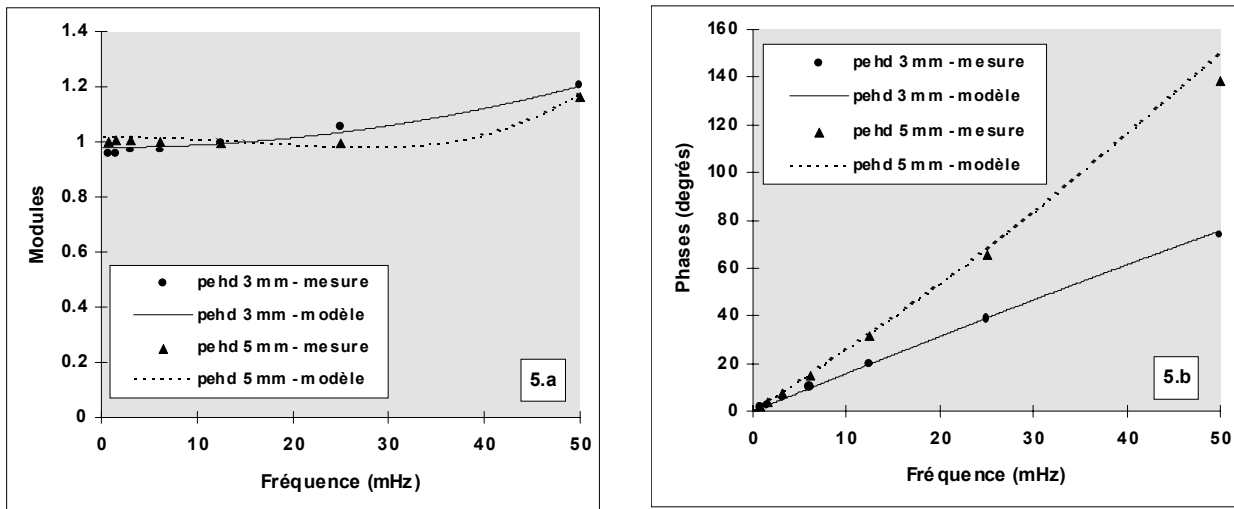 1.4
1.2
1
0.8
0.6
0.4
0.2
0
Modules
pehd 3 mm - mesure
pehd 3 mm - modèle
pehd 5 mm - mesure
pehd 5 mm - modèle
5.a
0 10 20 30 40 50
Fréquence (mHz)
160
140
120
100
80
60
40
20
0
Phases (degrés)
pehd 3 mm - mesure
pehd 3 mm - modèle
pehd 5 mm - mesure
pehd 5 mm - modèle
5.b
0 10 20 30 40 50
Fréquence (mHz)